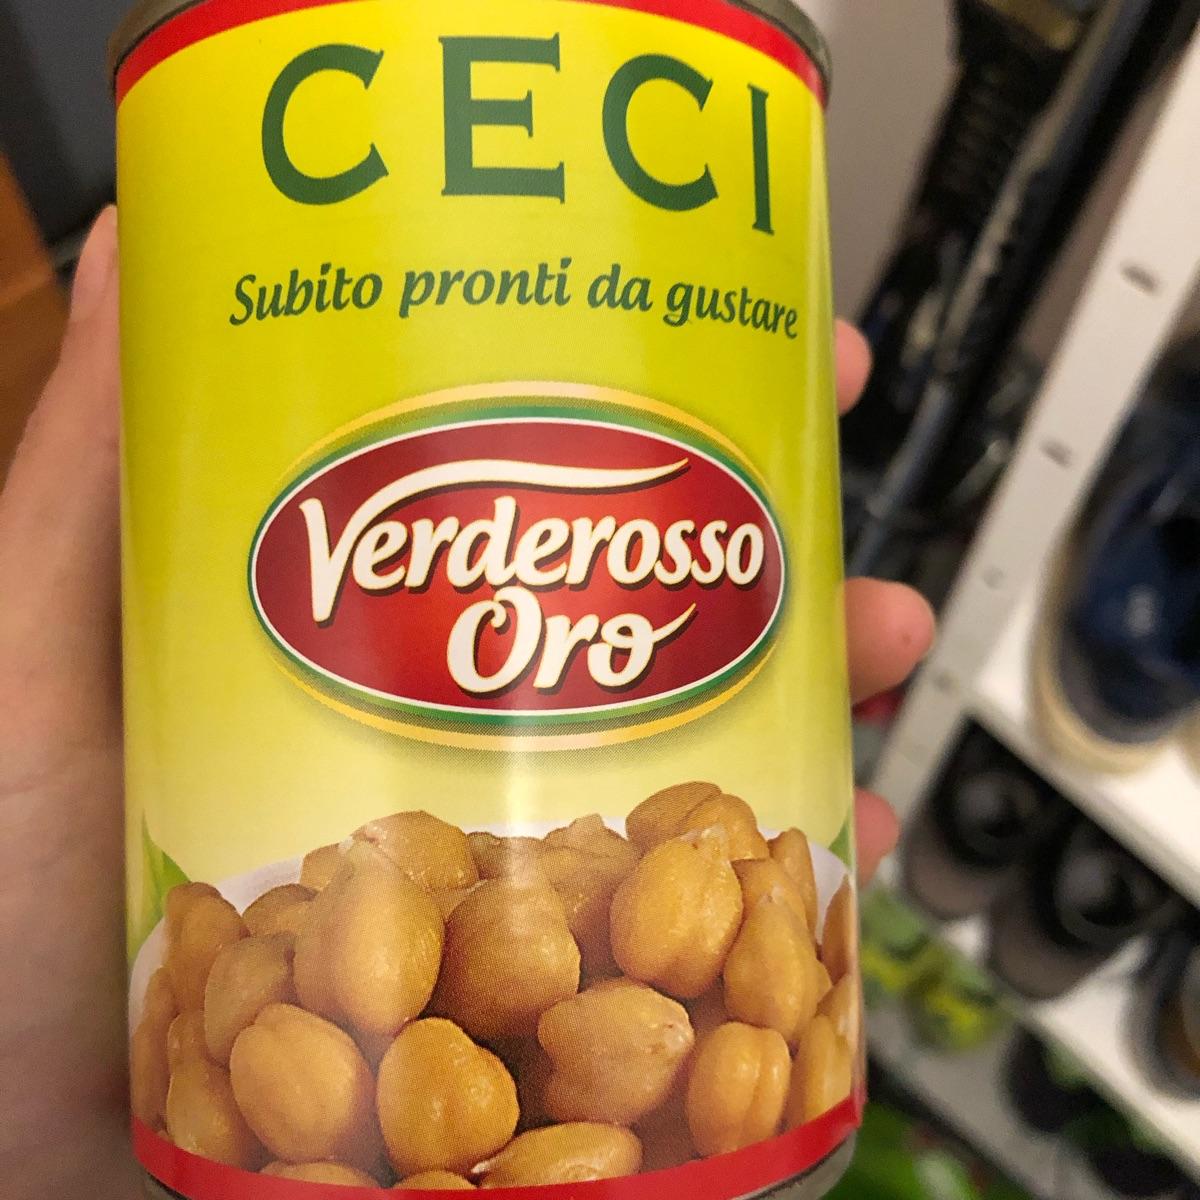 CECI
Subito pronti da gustare
Verderosso
Oro